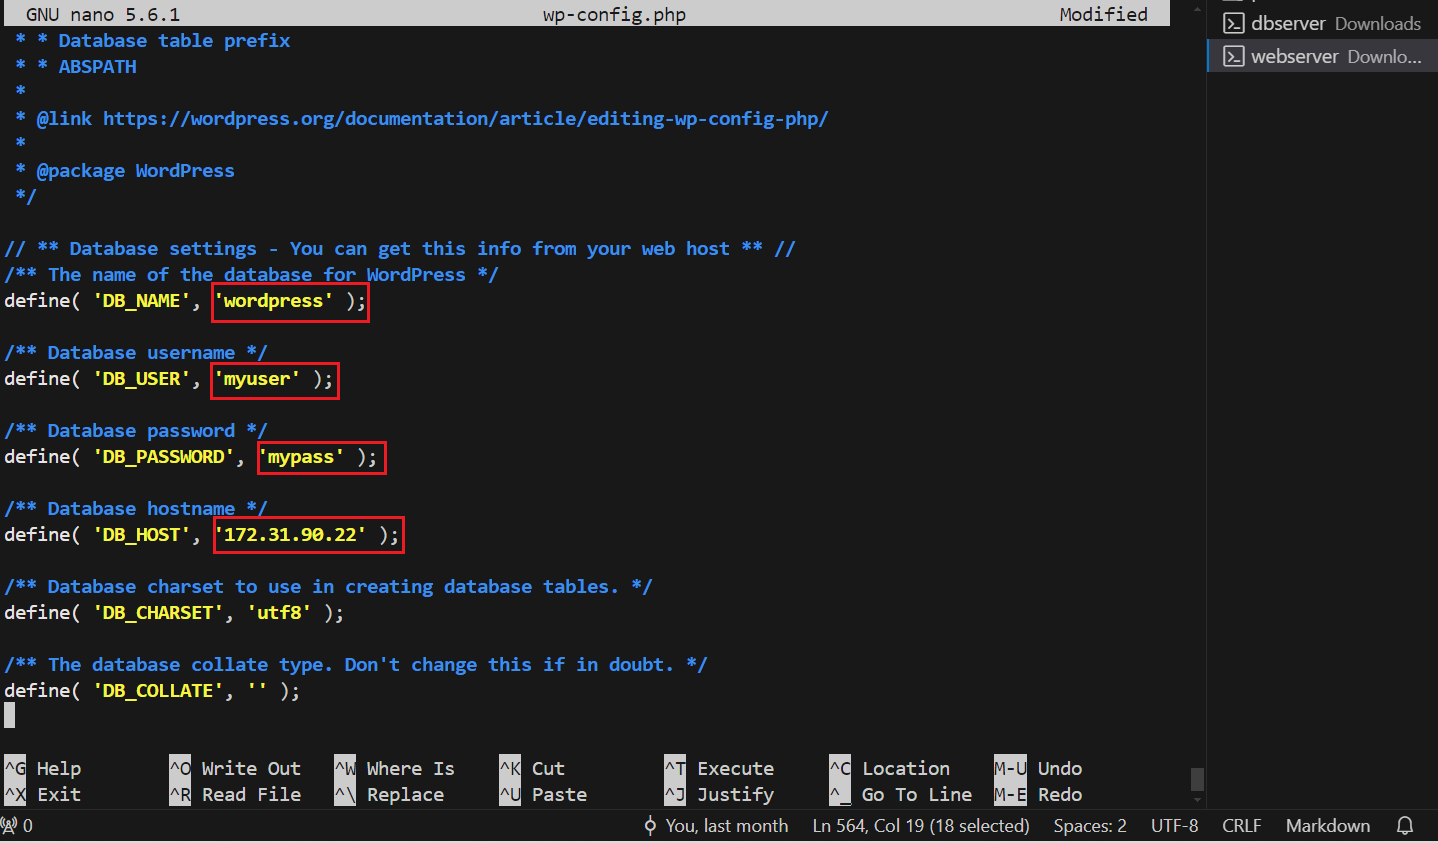 GNU nano 5.6.1 wp-config.php Modified
* * Database table prefix
* * ABSPATH
*
* @link https://wordpress.org/documentation/article/editing-wp-config-php/
*
* @package WordPress
*/
// ** Database settings - You can get this info from your web host ** //
/** The name of the database for WordPress */
define( 'DB_NAME', 'wordpress' );
/** Database username */
define( 'DB_USER', 'myuser' );
/** Database password */
define( 'DB_PASSWORD', 'mypass' );
/** Database hostname */
define( 'DB_HOST', '172.31.90.22' );
/** Database charset to use in creating database tables. */
define( 'DB_CHARSET', 'utf8' );
/** The database collate type. Don't change this if in doubt. */
define( 'DB_COLLATE', '' );
^G Help ^O Write Out ^W Where Is ^K Cut ^T Execute ^C Location M-U Undo
^X Exit ^R Read File ^\ Replace ^U Paste ^J Justify ^_ Go To Line M-E Redo
dbserver Downloads
webserver Downlo...
0 You, last month Ln 564, Col 19 (18 selected) Spaces: 2 UTF-8 CRLF Markdown